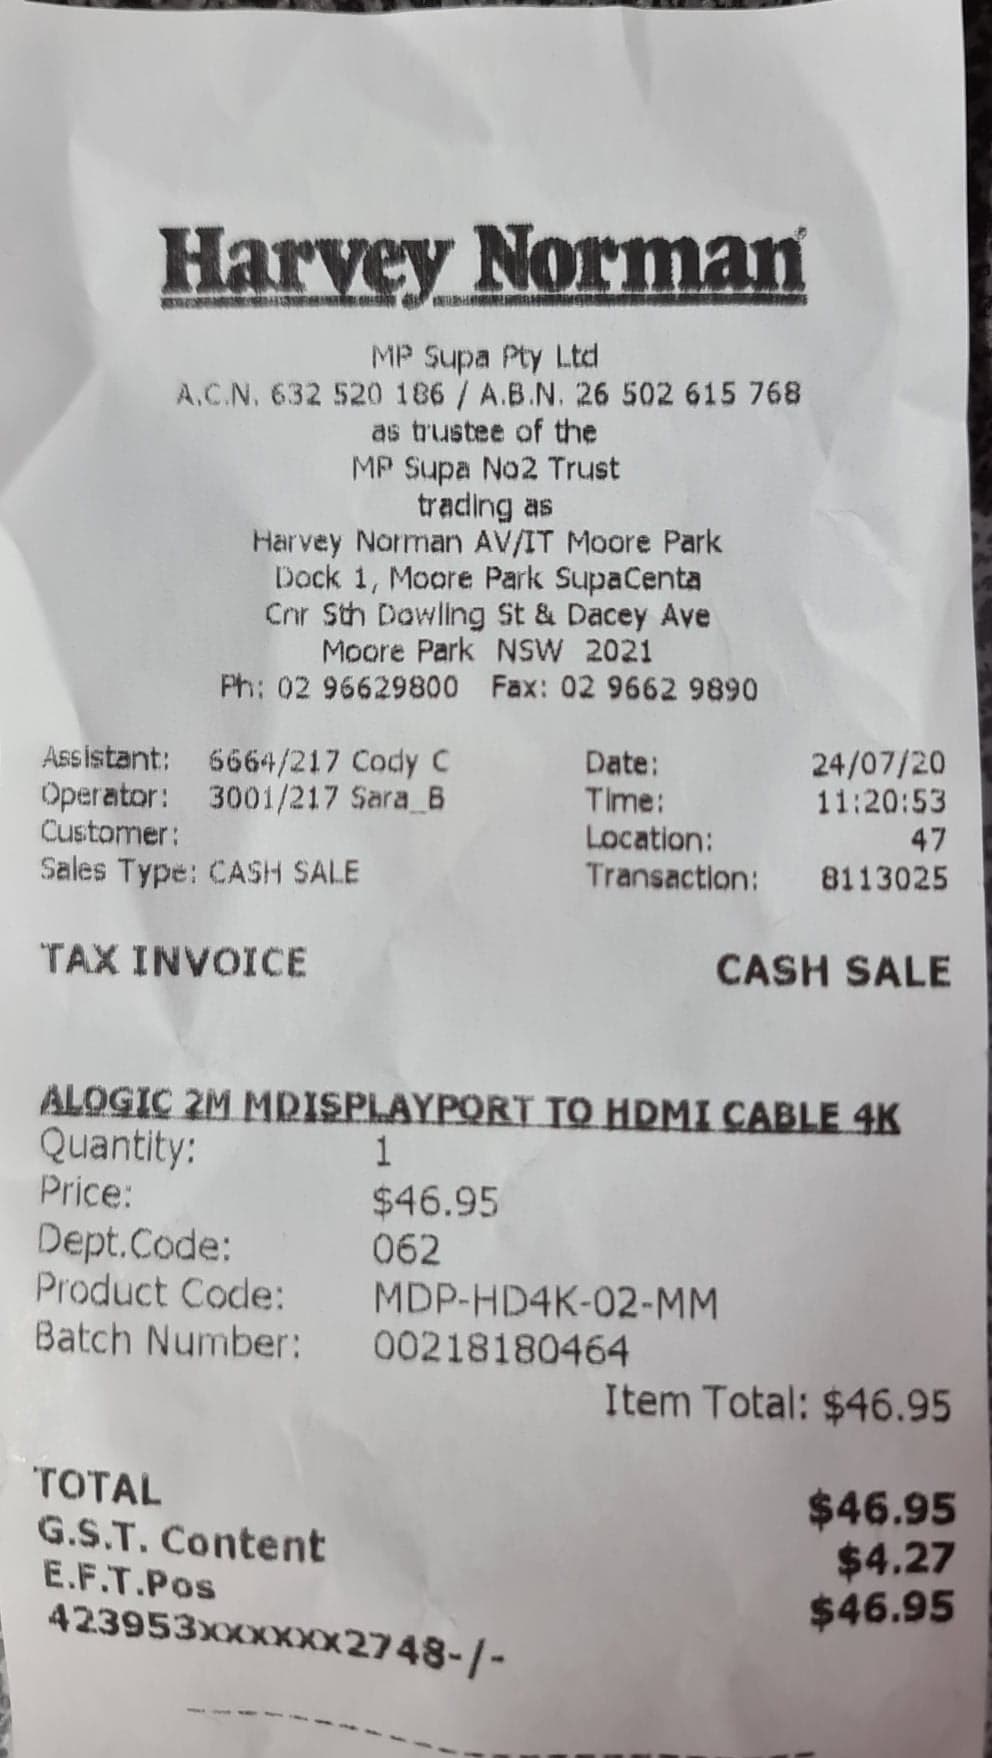 Harvey Norman
MP Supa Pty Ltd
A.C.N. 632 520 186 / A.B.N. 26 502 615 768
as trustee of the
MP Supa No2 Trust
trading as
Harvey Norman AV/IT Moore Park
Dock 1, Moore Park SupaCenta
Cnr Sth Dowling St & Dacey Ave
Moore Park NSW 2021
Ph: 02 96629800 Fax: 02 9662 9890
Assistant: 6664/217 Cody C Date: 24/07/20
Operator: 3001/217 Sara_B Time: 11:20:53
Customer: Location: 47
Sales Type: CASH SALE Transaction: 8113025
TAX INVOICE CASH SALE
ALOGIC 2M MDISPLAYPORT TO HDMI CABLE 4K
Quantity: 1
Price: $46.95
Dept.Code: 062
Product Code: MDP-HD4K-02-MM
Batch Number: 00218180464
Item Total: $46.95
TOTAL $46.95
G.S.T. Content $4.27
E.F.T.Pos $46.95
423953xxxxxx2748-/-